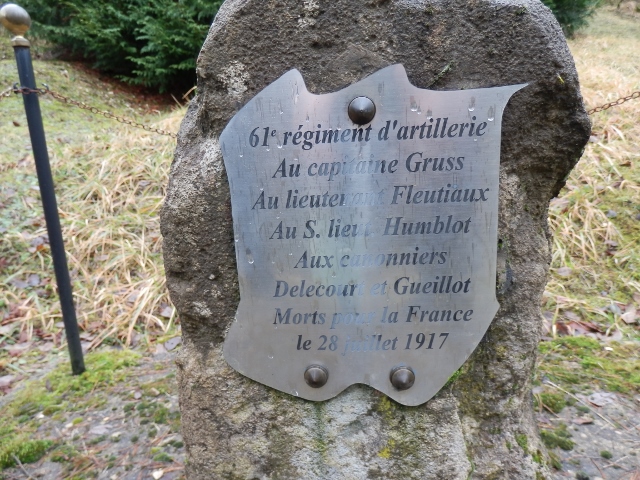 61e régiment d'artillerie
Au capitaine Gruss
Au lieutenant Fleutiaux
Au S. lieut. Humblot
Aux canonniers
Delecourt et Gueillot
Morts pour la France
le 28 juillet 1917